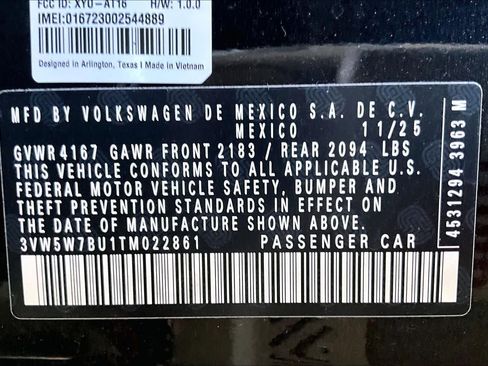 FCC ID: XYU-AT16 H/W: 1.0.0
IMEI:016723002544889
Designed in Arlington, Texas I Made in Vietnam
MFD BY VOLKSWAGEN DE MEXICO S.A. DE C.V.
MEXICO 11/25
GVWR 4167 GAWR FRONT 2183 / REAR 2094 LBS
THIS VEHICLE CONFORMS TO ALL APPLICABLE U.S.
FEDERAL MOTOR VEHICLE SAFETY, BUMPER AND
THEFT PREVENTION STANDARDS IN EFFECT ON
THE DATE OF MANUFACTURE SHOWN ABOVE.
3VW5W7BU1TM022861 PASSENGER CAR
4531294 3963 M